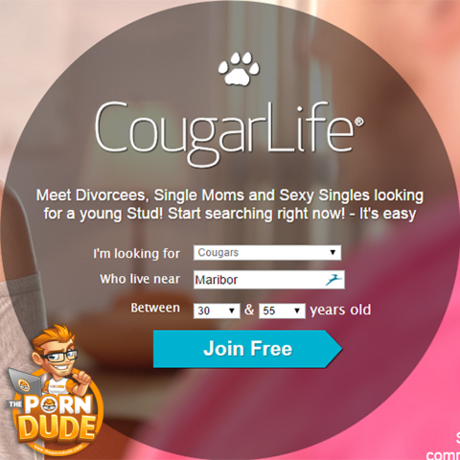 CougarLife®
Meet Divorcees, Single Moms and Sexy Singles looking
for a young Stud! Start searching right now! - It's easy
I'm looking for Cougars
Who live near Maribor
Between 30 & 55 years old
Join Free
THE PORN
DUDE